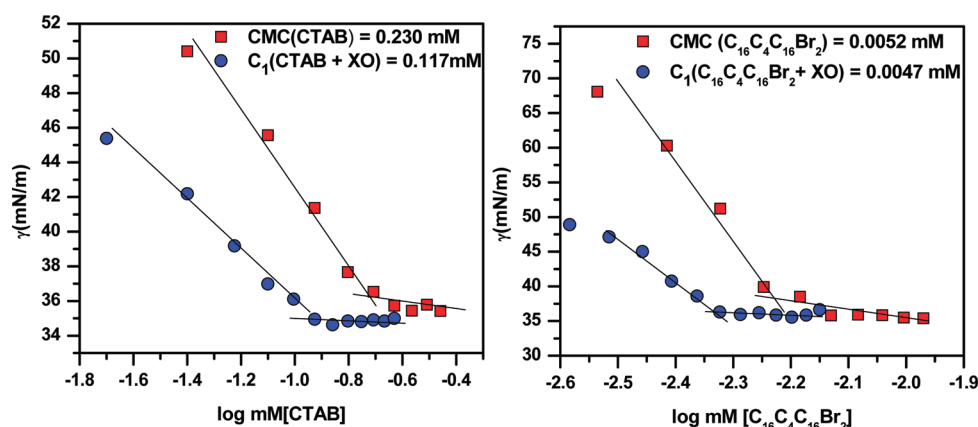 52
50
48
46
44
42
40
38
36
34
γ(mN/m)
CMC(CTAB) = 0.230 mM
C₁(CTAB + XO) = 0.117mM
-1.8 -1.6 -1.4 -1.2 -1.0 -0.8 -0.6 -0.4
log mM[CTAB]
75
70
65
60
55
50
45
40
35
30
γ(mN/m)
CMC (C₁₆C₄C₁₆Br₂) = 0.0052 mM
C₁(C₁₆C₄C₁₆Br₂+ XO) = 0.0047 mM
-2.6 -2.5 -2.4 -2.3 -2.2 -2.1 -2.0 -1.9
log mM [C₁₆C₄C₁₆Br₂]